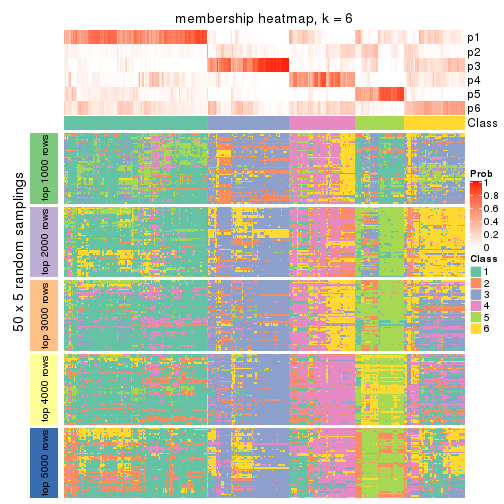 membership heatmap, k = 6
p1
p2
p3
p4
p5
p6
Class
50 x 5 random samplings
top 1000 rows
top 2000 rows
top 3000 rows
top 4000 rows
top 5000 rows
Prob
1
0.8
0.6
0.4
0.2
0
Class
1
2
3
4
5
6